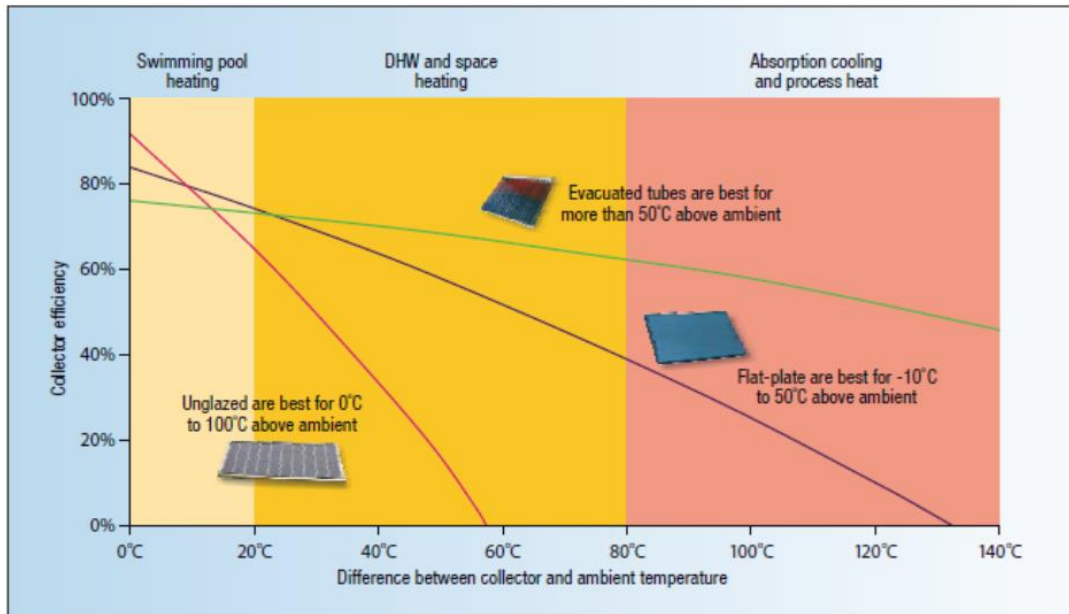 Swimming pool
heating
DHW and space
heating
Absorption cooling
and process heat
100%
80%
60%
40%
20%
0%
Collector efficiency
Evacuated tubes are best for
more than 50˚C above ambient
Flat-plate are best for -10˚C
to 50˚C above ambient
Unglazed are best for 0˚C
to 100˚C above ambient
0˚C
20˚C
40˚C
60˚C
80˚C
100˚C
120˚C
140˚C
Difference between collector and ambient temperature